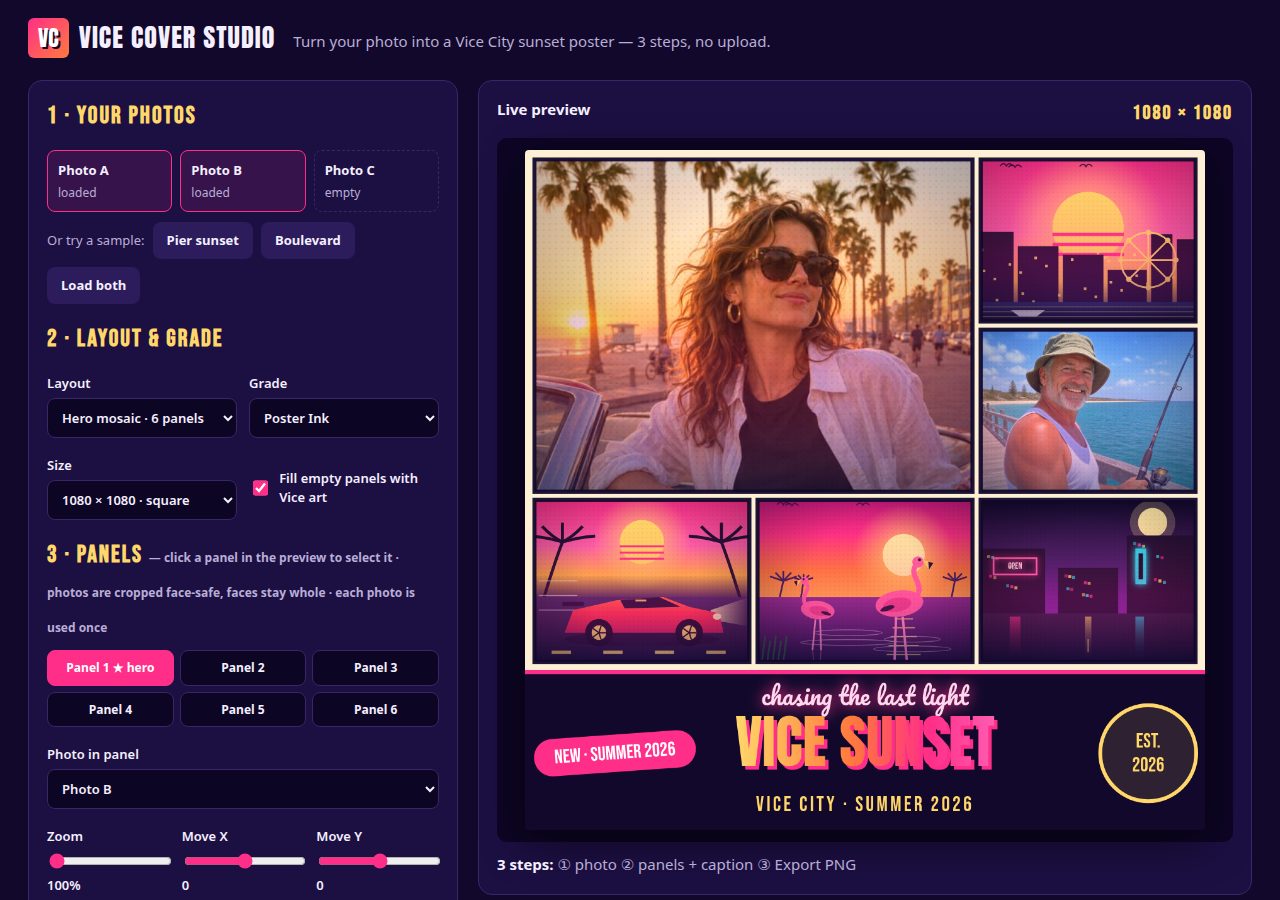 VC VICE COVER STUDIO Turn your photo into a Vice City sunset poster — 3 steps, no upload.
1 · YOUR PHOTOS
Photo A
loaded
Photo B
loaded
Photo C
empty
Or try a sample: Pier sunset Boulevard
Load both
2 · LAYOUT & GRADE
Layout
Hero mosaic · 6 panels
Grade
Poster Ink
Size
1080 × 1080 · square
Fill empty panels with
Vice art
3 · PANELS — click a panel in the preview to select it ·
photos are cropped face-safe, faces stay whole · each photo is
used once
Panel 1 ★ hero Panel 2 Panel 3
Panel 4 Panel 5 Panel 6
Photo in panel
Photo B
Zoom Move X Move Y
100% 0 0
Live preview 1080 × 1080
OPEN
chasing the last light
VICE SUNSET
NEW · SUMMER 2026
VICE CITY · SUMMER 2026
EST.
2026
3 steps: ① photo ② panels + caption ③ Export PNG